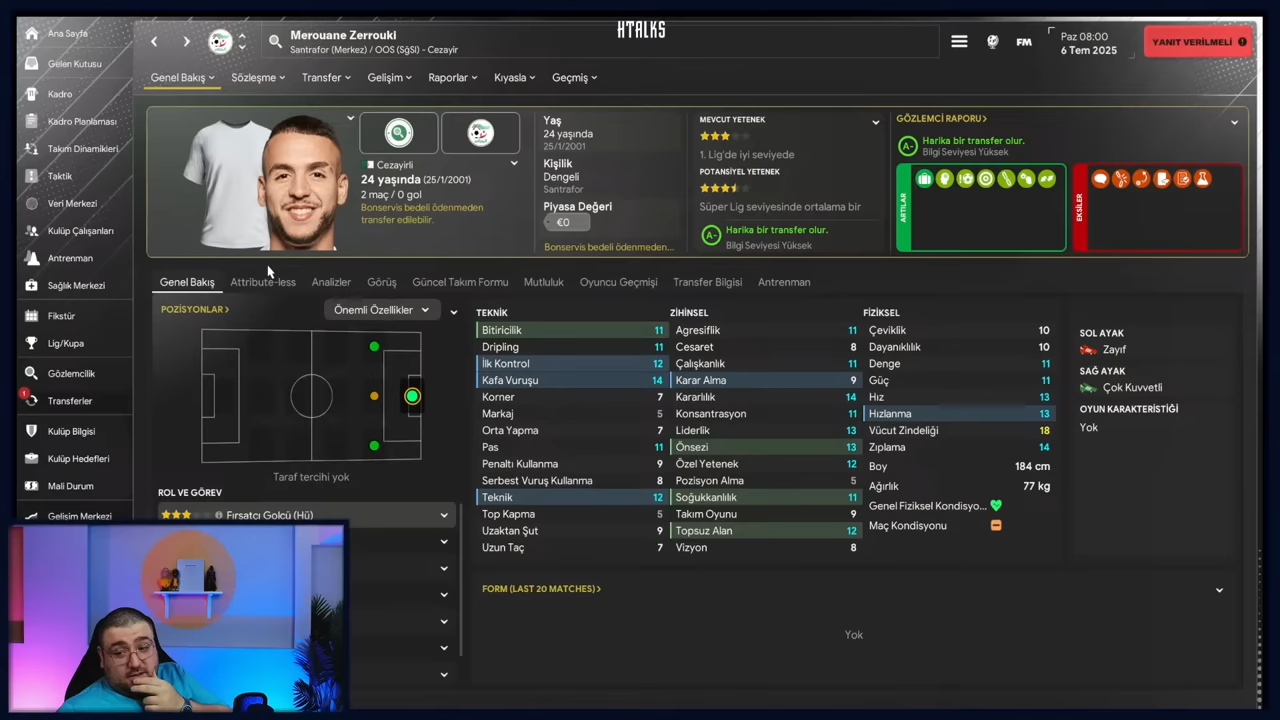 HTALKS
Ana Sayfa
Gelen Kutusu
Kadro
Kadro Planlaması
Takım Dinamikleri
Taktik
Veri Merkezi
Kulüp Çalışanları
Antrenman
Sağlık Merkezi
Fikstür
Lig/Kupa
Gözlemcilik
1
Transferler
Kulüp Bilgisi
Kulüp Hedefleri
Mali Durum
Gelişim Merkezi
Merouane Zerrouki
Santrafor (Merkez) / OOS (SğSl) - Cezayir
FM
Paz 08:00
6 Tem 2025
YANIT VERİLMELİ
Genel Bakış
Sözleşme
Transfer
Gelişim
Raporlar
Kıyasla
Geçmiş
Cezayirli
24 yaşında (25/1/2001)
2 maç / 0 gol
Bonservis bedeli ödenmeden
transfer edilebilir.
Yaş
24 yaşında
25/1/2001
Kişilik
Dengeli
Santrafor
Piyasa Değeri
€0
Bonservis bedeli ödenmeden...
MEVCUT YETENEK
1. Lig'de iyi seviyede
POTANSİYEL YETENEK
Süper Lig seviyesinde ortalama bir
A- Harika bir transfer olur.
Bilgi Seviyesi Yüksek
GÖZLEMCİ RAPORU
A- Harika bir transfer olur.
Bilgi Seviyesi Yüksek
ARTILAR
EKSİLER
Genel Bakış
Attribute-less
Analizler
Görüş
Güncel Takım Formu
Mutluluk
Oyuncu Geçmişi
Transfer Bilgisi
Antrenman
POZİSYONLAR
Önemli Özellikler
Taraf tercihi yok
ROL VE GÖREV
Fırsatçı Golcü (Hü)
TEKNİK
Bitiricilik 11
Dripling 11
İlk Kontrol 12
Kafa Vuruşu 14
Korner 7
Markaj 5
Orta Yapma 7
Pas 11
Penaltı Kullanma 9
Serbest Vuruş Kullanma 8
Teknik 12
Top Kapma 5
Uzaktan Şut 9
Uzun Taç 7
ZİHİNSEL
Agresiflik 11
Cesaret 8
Çalışkanlık 11
Karar Alma 9
Kararlılık 14
Konsantrasyon 11
Liderlik 13
Önsezi 13
Özel Yetenek 12
Pozisyon Alma 5
Soğukkanlılık 11
Takım Oyunu 9
Topsuz Alan 12
Vizyon 8
FİZİKSEL
Çeviklik 10
Dayanıklılık 10
Denge 11
Güç 11
Hız 13
Hızlanma 13
Vücut Zindeliği 18
Zıplama 14
Boy 184 cm
Ağırlık 77 kg
Genel Fiziksel Kondisyo...
Maç Kondisyonu
SOL AYAK
Zayıf
SAĞ AYAK
Çok Kuvvetli
OYUN KARAKTERİSTİĞİ
Yok
FORM (LAST 20 MATCHES)
Yok